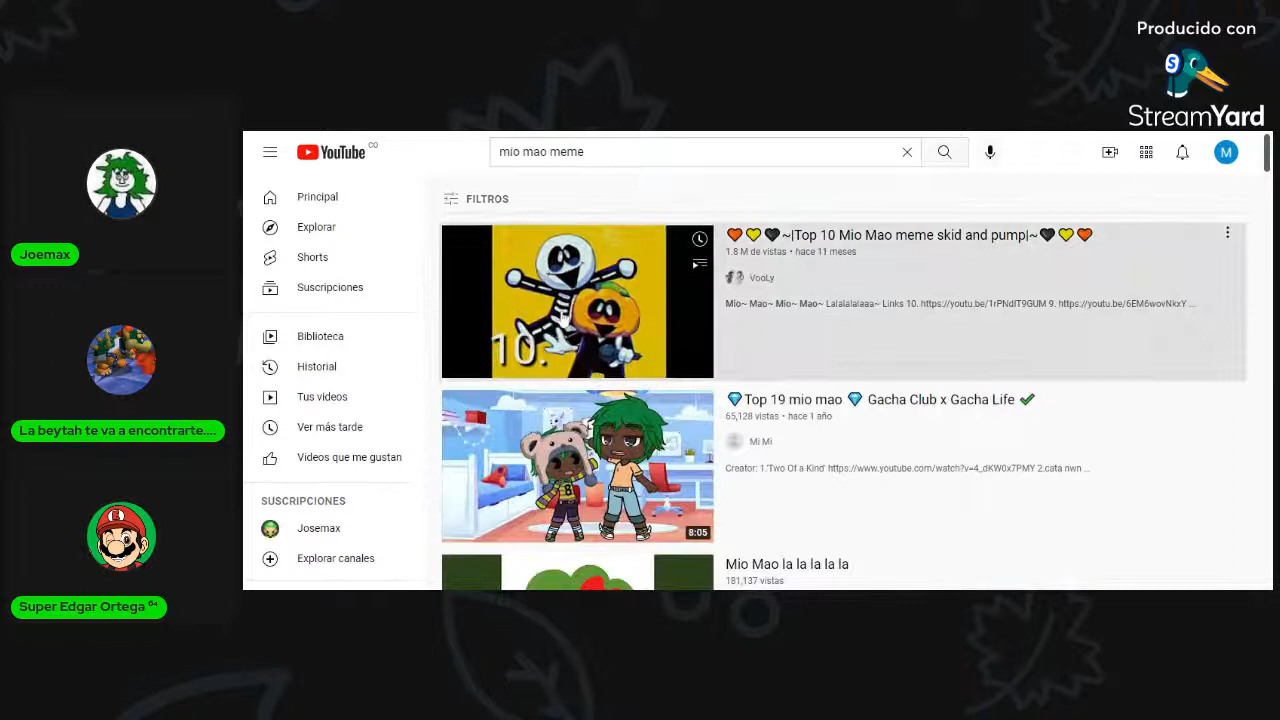 Producido con
StreamYard
YouTube CO
mio mao meme
M
Principal
Explorar
Shorts
Suscripciones
Biblioteca
Historial
Tus videos
Ver más tarde
Videos que me gustan
SUSCRIPCIONES
Josemax
Explorar canales
FILTROS
10.
🧡💛🖤~|Top 10 Mio Mao meme skid and pump|~🖤💛🧡
1.8 M de vistas • hace 11 meses
VooLy
Mio~ Mao~ Mio~ Mao~ Lalalalalaaa~ Links 10. https://youtu.be/1rPNdlT9GUM 9. https://youtu.be/6EM6wovNkxY ...
8:05
💎Top 19 mio mao 💎 Gacha Club x Gacha Life ✔
65,128 vistas • hace 1 año
Mi Mi
Creator: 1.'Two Of a Kind' https://www.youtube.com/watch?v=4_dKW0x7PMY 2.cata nwn ...
Mio Mao la la la la la
181,137 vistas
Joemax
La beytah te va a encontrarte....
Super Edgar Ortega ⁶⁴